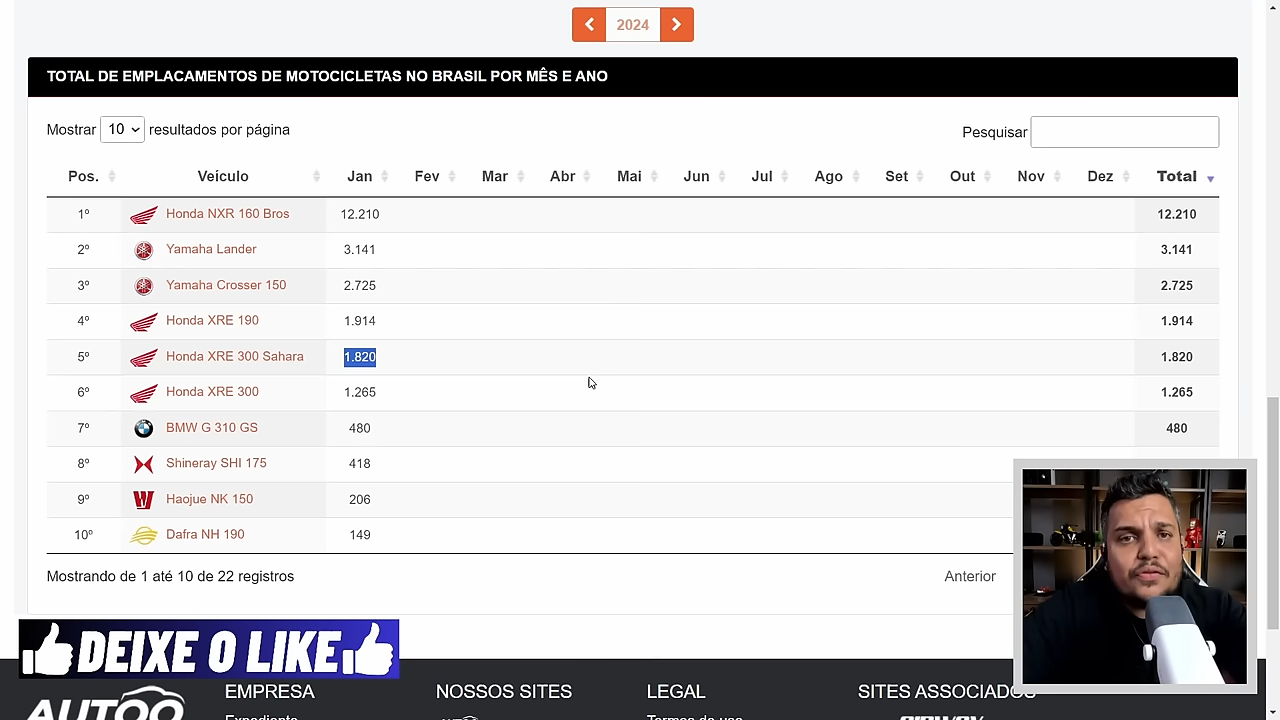 2024
TOTAL DE EMPLACAMENTOS DE MOTOCICLETAS NO BRASIL POR MÊS E ANO
Mostrar 10 resultados por página
Pesquisar
Pos. Veículo Jan Fev Mar Abr Mai Jun Jul Ago Set Out Nov Dez Total
1º Honda NXR 160 Bros 12.210 12.210
2º Yamaha Lander 3.141 3.141
3º Yamaha Crosser 150 2.725 2.725
4º Honda XRE 190 1.914 1.914
5º Honda XRE 300 Sahara 1.820 1.820
6º Honda XRE 300 1.265 1.265
7º BMW G 310 GS 480 480
8º Shineray SHI 175 418
9º Haojue NK 150 206
10º Dafra NH 190 149
Mostrando de 1 até 10 de 22 registros
Anterior
DEIXE O LIKE
AUTOO
EMPRESA NOSSOS SITES LEGAL SITES ASSOCIADOS
Expediente Termos de uso